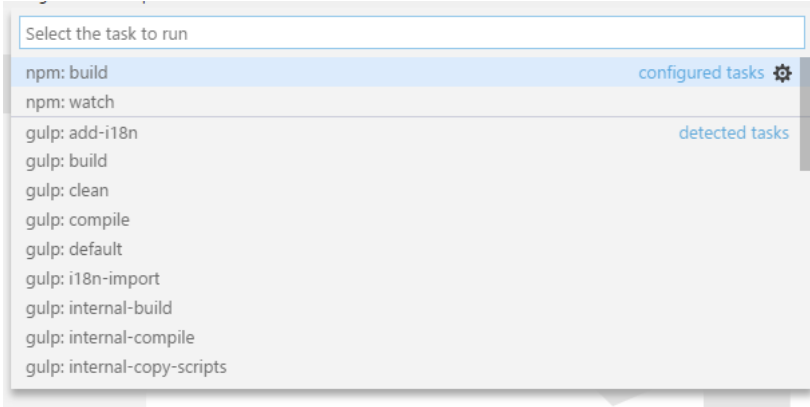 Select the task to run
npm: build configured tasks
npm: watch
gulp: add-i18n detected tasks
gulp: build
gulp: clean
gulp: compile
gulp: default
gulp: i18n-import
gulp: internal-build
gulp: internal-compile
gulp: internal-copy-scripts